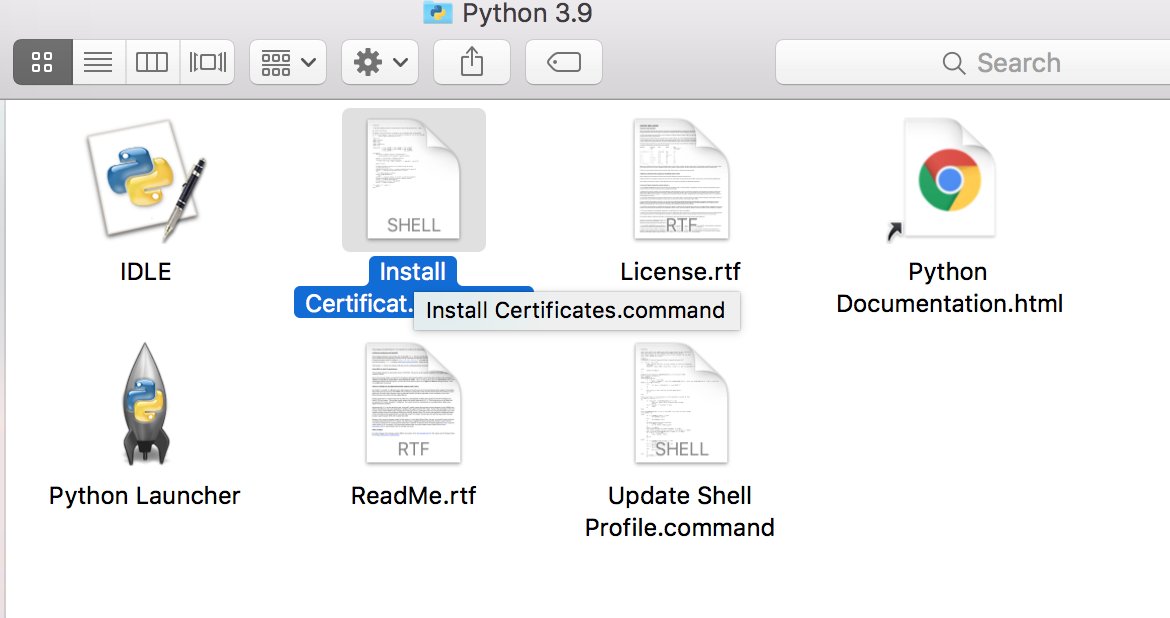 Python 3.9
Search
SHELL
RTF
IDLE
Install
Certificat.
Install Certificates.command
License.rtf
Python
Documentation.html
RTF
SHELL
Python Launcher
ReadMe.rtf
Update Shell
Profile.command